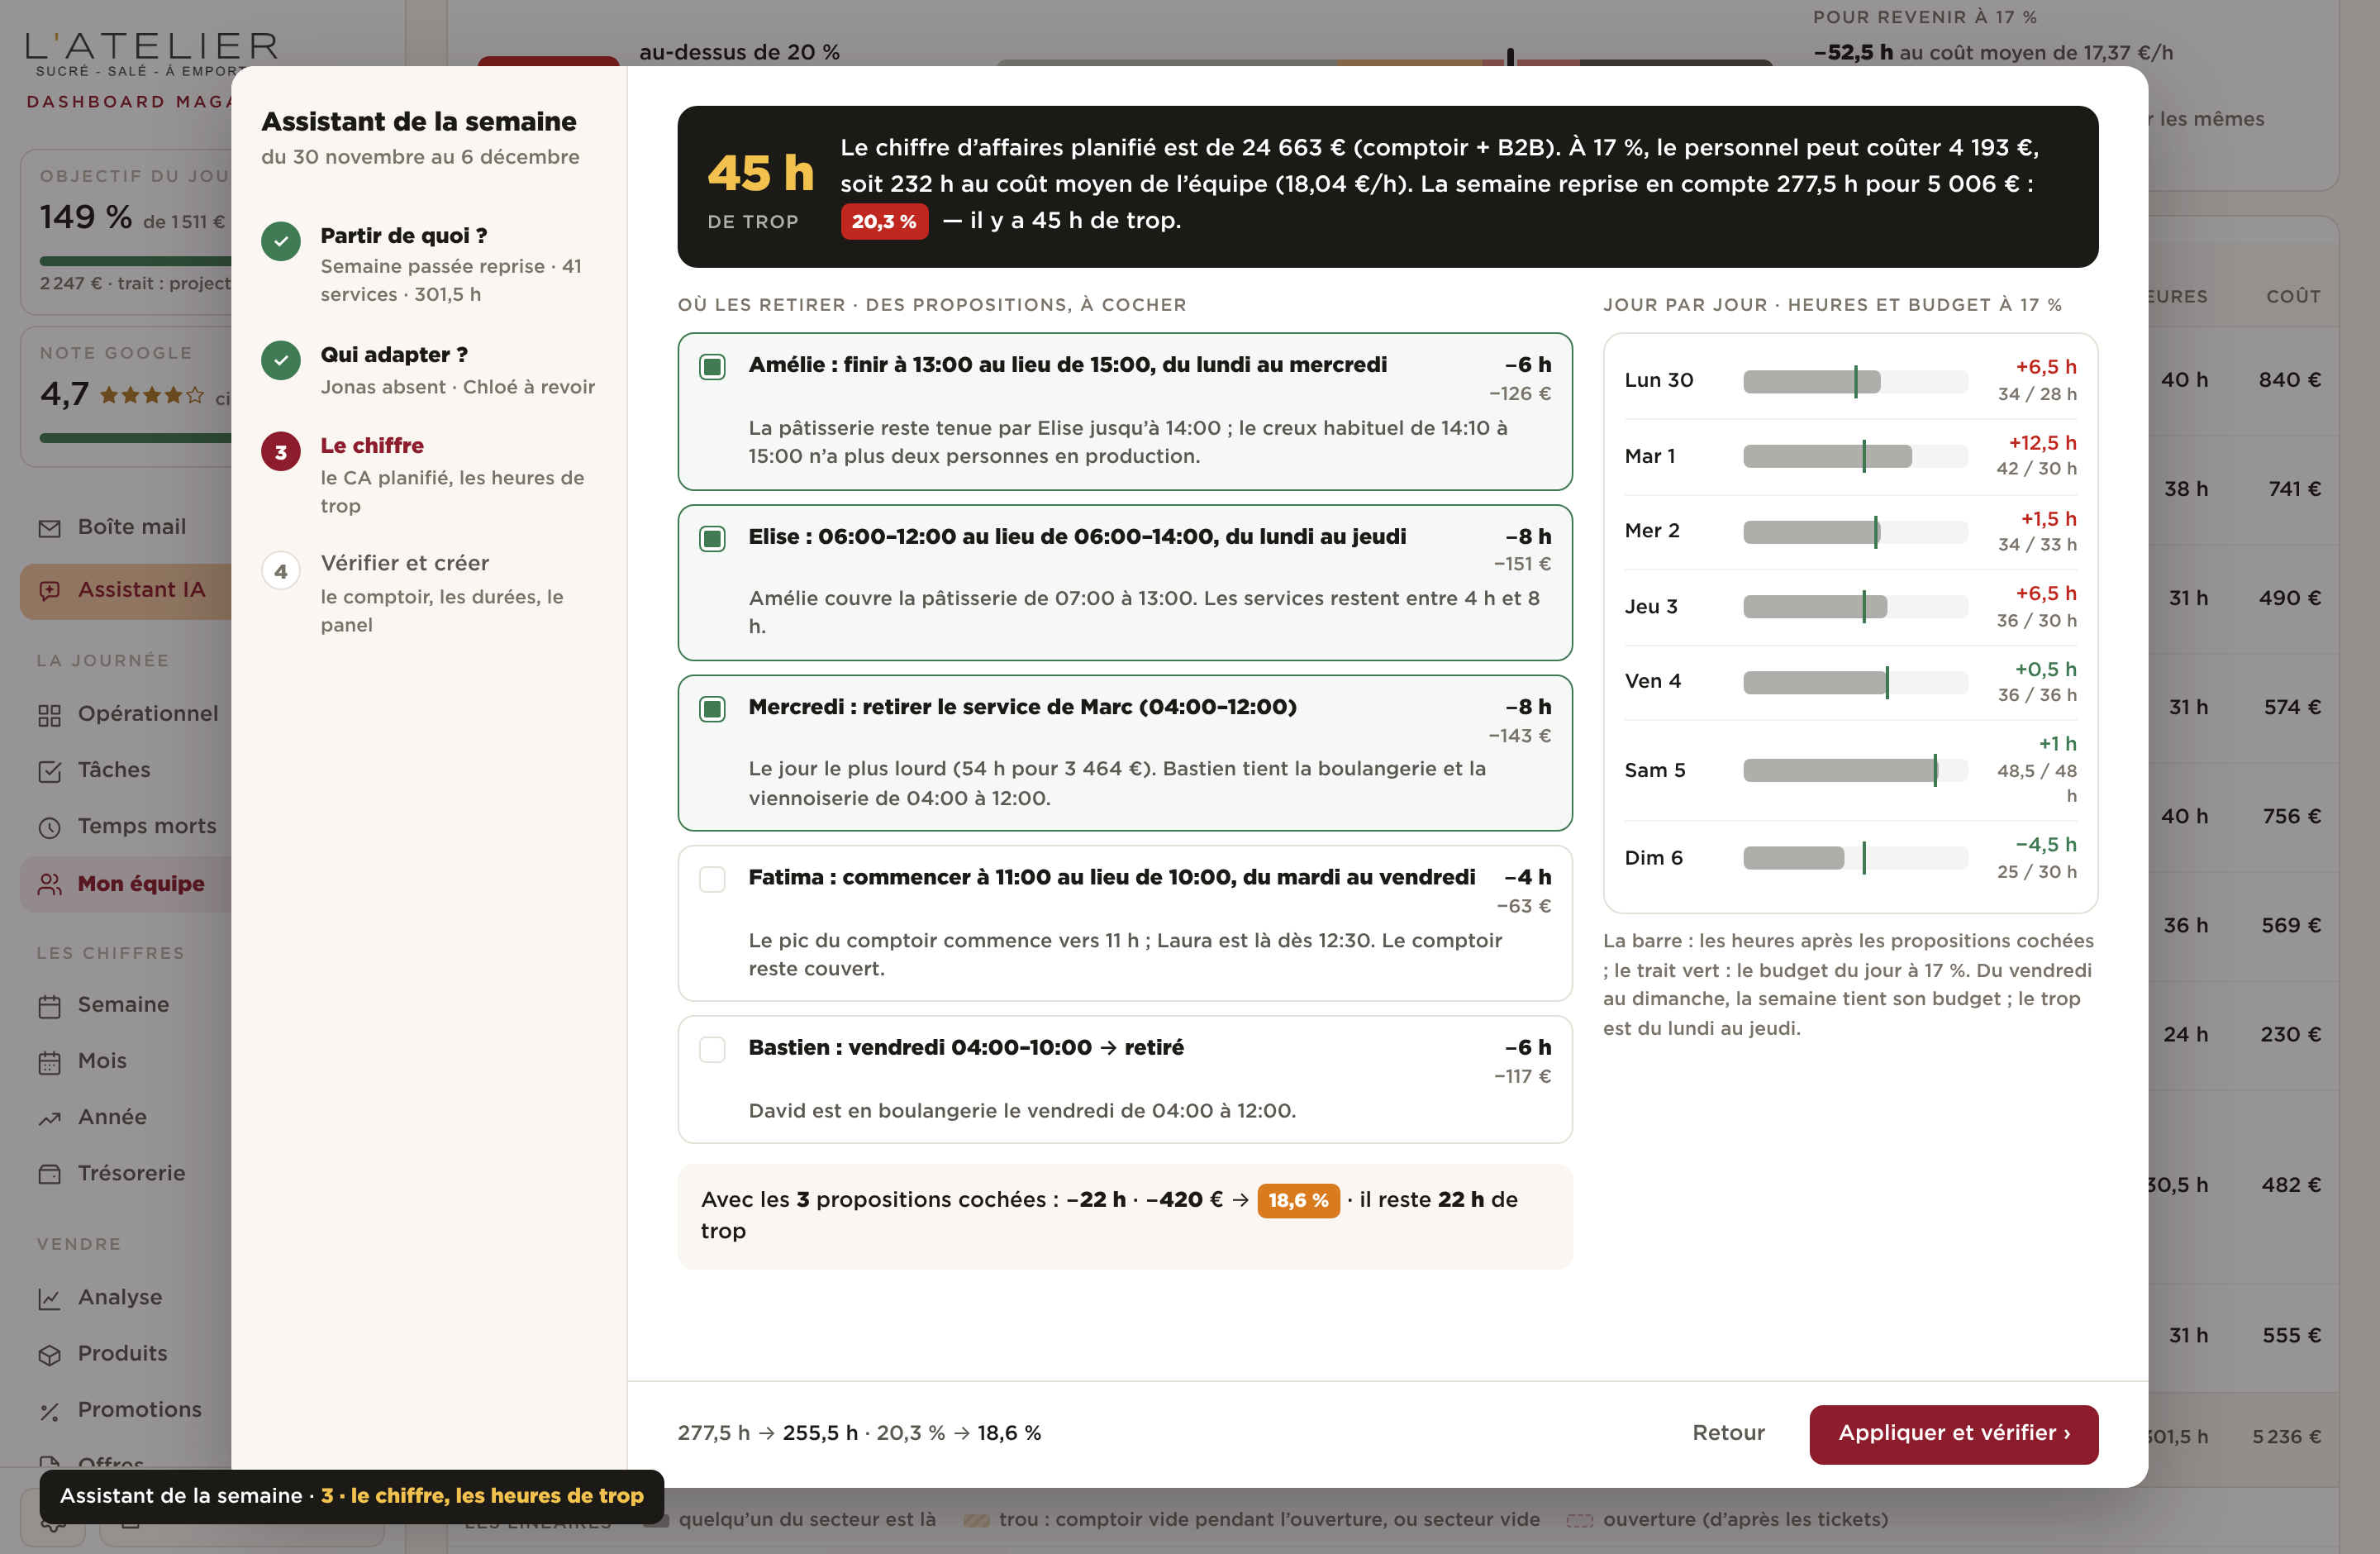 L'ATELIER
SUCRÉ - SALÉ - À EMPORT
DASHBOARD MAGA
OBJECTIF DU JOU
149 % de 1 511 €
2 247 € · trait : project
NOTE GOOGLE
4,7
Boîte mail
Assistant IA
LA JOURNÉE
Opérationnel
Tâches
Temps morts
Mon équipe
LES CHIFFRES
Semaine
Mois
Année
Trésorerie
VENDRE
Analyse
Produits
Promotions
Offres
au-dessus de 20 %
POUR REVENIR À 17 %
−52,5 h au coût moyen de 17,37 €/h
r les mêmes
Assistant de la semaine
du 30 novembre au 6 décembre
Partir de quoi ?
Semaine passée reprise · 41
services · 301,5 h
Qui adapter ?
Jonas absent · Chloé à revoir
3
Le chiffre
le CA planifié, les heures de
trop
4
Vérifier et créer
le comptoir, les durées, le
panel
45 h
DE TROP
Le chiffre d’affaires planifié est de 24 663 € (comptoir + B2B). À 17 %, le personnel peut coûter 4 193 €,
soit 232 h au coût moyen de l’équipe (18,04 €/h). La semaine reprise en compte 277,5 h pour 5 006 € :
20,3 % — il y a 45 h de trop.
OÙ LES RETIRER · DES PROPOSITIONS, À COCHER
Amélie : finir à 13:00 au lieu de 15:00, du lundi au mercredi
−6 h
−126 €
La pâtisserie reste tenue par Elise jusqu’à 14:00 ; le creux habituel de 14:10 à
15:00 n’a plus deux personnes en production.
Elise : 06:00–12:00 au lieu de 06:00–14:00, du lundi au jeudi
−8 h
−151 €
Amélie couvre la pâtisserie de 07:00 à 13:00. Les services restent entre 4 h et 8
h.
Mercredi : retirer le service de Marc (04:00–12:00)
−8 h
−143 €
Le jour le plus lourd (54 h pour 3 464 €). Bastien tient la boulangerie et la
viennoiserie de 04:00 à 12:00.
Fatima : commencer à 11:00 au lieu de 10:00, du mardi au vendredi
−4 h
−63 €
Le pic du comptoir commence vers 11 h ; Laura est là dès 12:30. Le comptoir
reste couvert.
Bastien : vendredi 04:00–10:00 → retiré
−6 h
−117 €
David est en boulangerie le vendredi de 04:00 à 12:00.
Avec les 3 propositions cochées : −22 h · −420 € → 18,6 % · il reste 22 h de
trop
JOUR PAR JOUR · HEURES ET BUDGET À 17 %
Lun 30
+6,5 h
34 / 28 h
Mar 1
+12,5 h
42 / 30 h
Mer 2
+1,5 h
34 / 33 h
Jeu 3
+6,5 h
36 / 30 h
Ven 4
+0,5 h
36 / 36 h
Sam 5
+1 h
48,5 / 48
h
Dim 6
−4,5 h
25 / 30 h
La barre : les heures après les propositions cochées
; le trait vert : le budget du jour à 17 %. Du vendredi
au dimanche, la semaine tient son budget ; le trop
est du lundi au jeudi.
277,5 h → 255,5 h · 20,3 % → 18,6 %
Retour
Appliquer et vérifier ›
EURES COÛT
40 h 840 €
38 h 741 €
31 h 490 €
31 h 574 €
40 h 756 €
36 h 569 €
24 h 230 €
30,5 h 482 €
31 h 555 €
301,5 h 5 236 €
Assistant de la semaine · 3 · le chiffre, les heures de trop
quelqu’un du secteur est là
trou : comptoir vide pendant l’ouverture, ou secteur vide
ouverture (d’après les tickets)